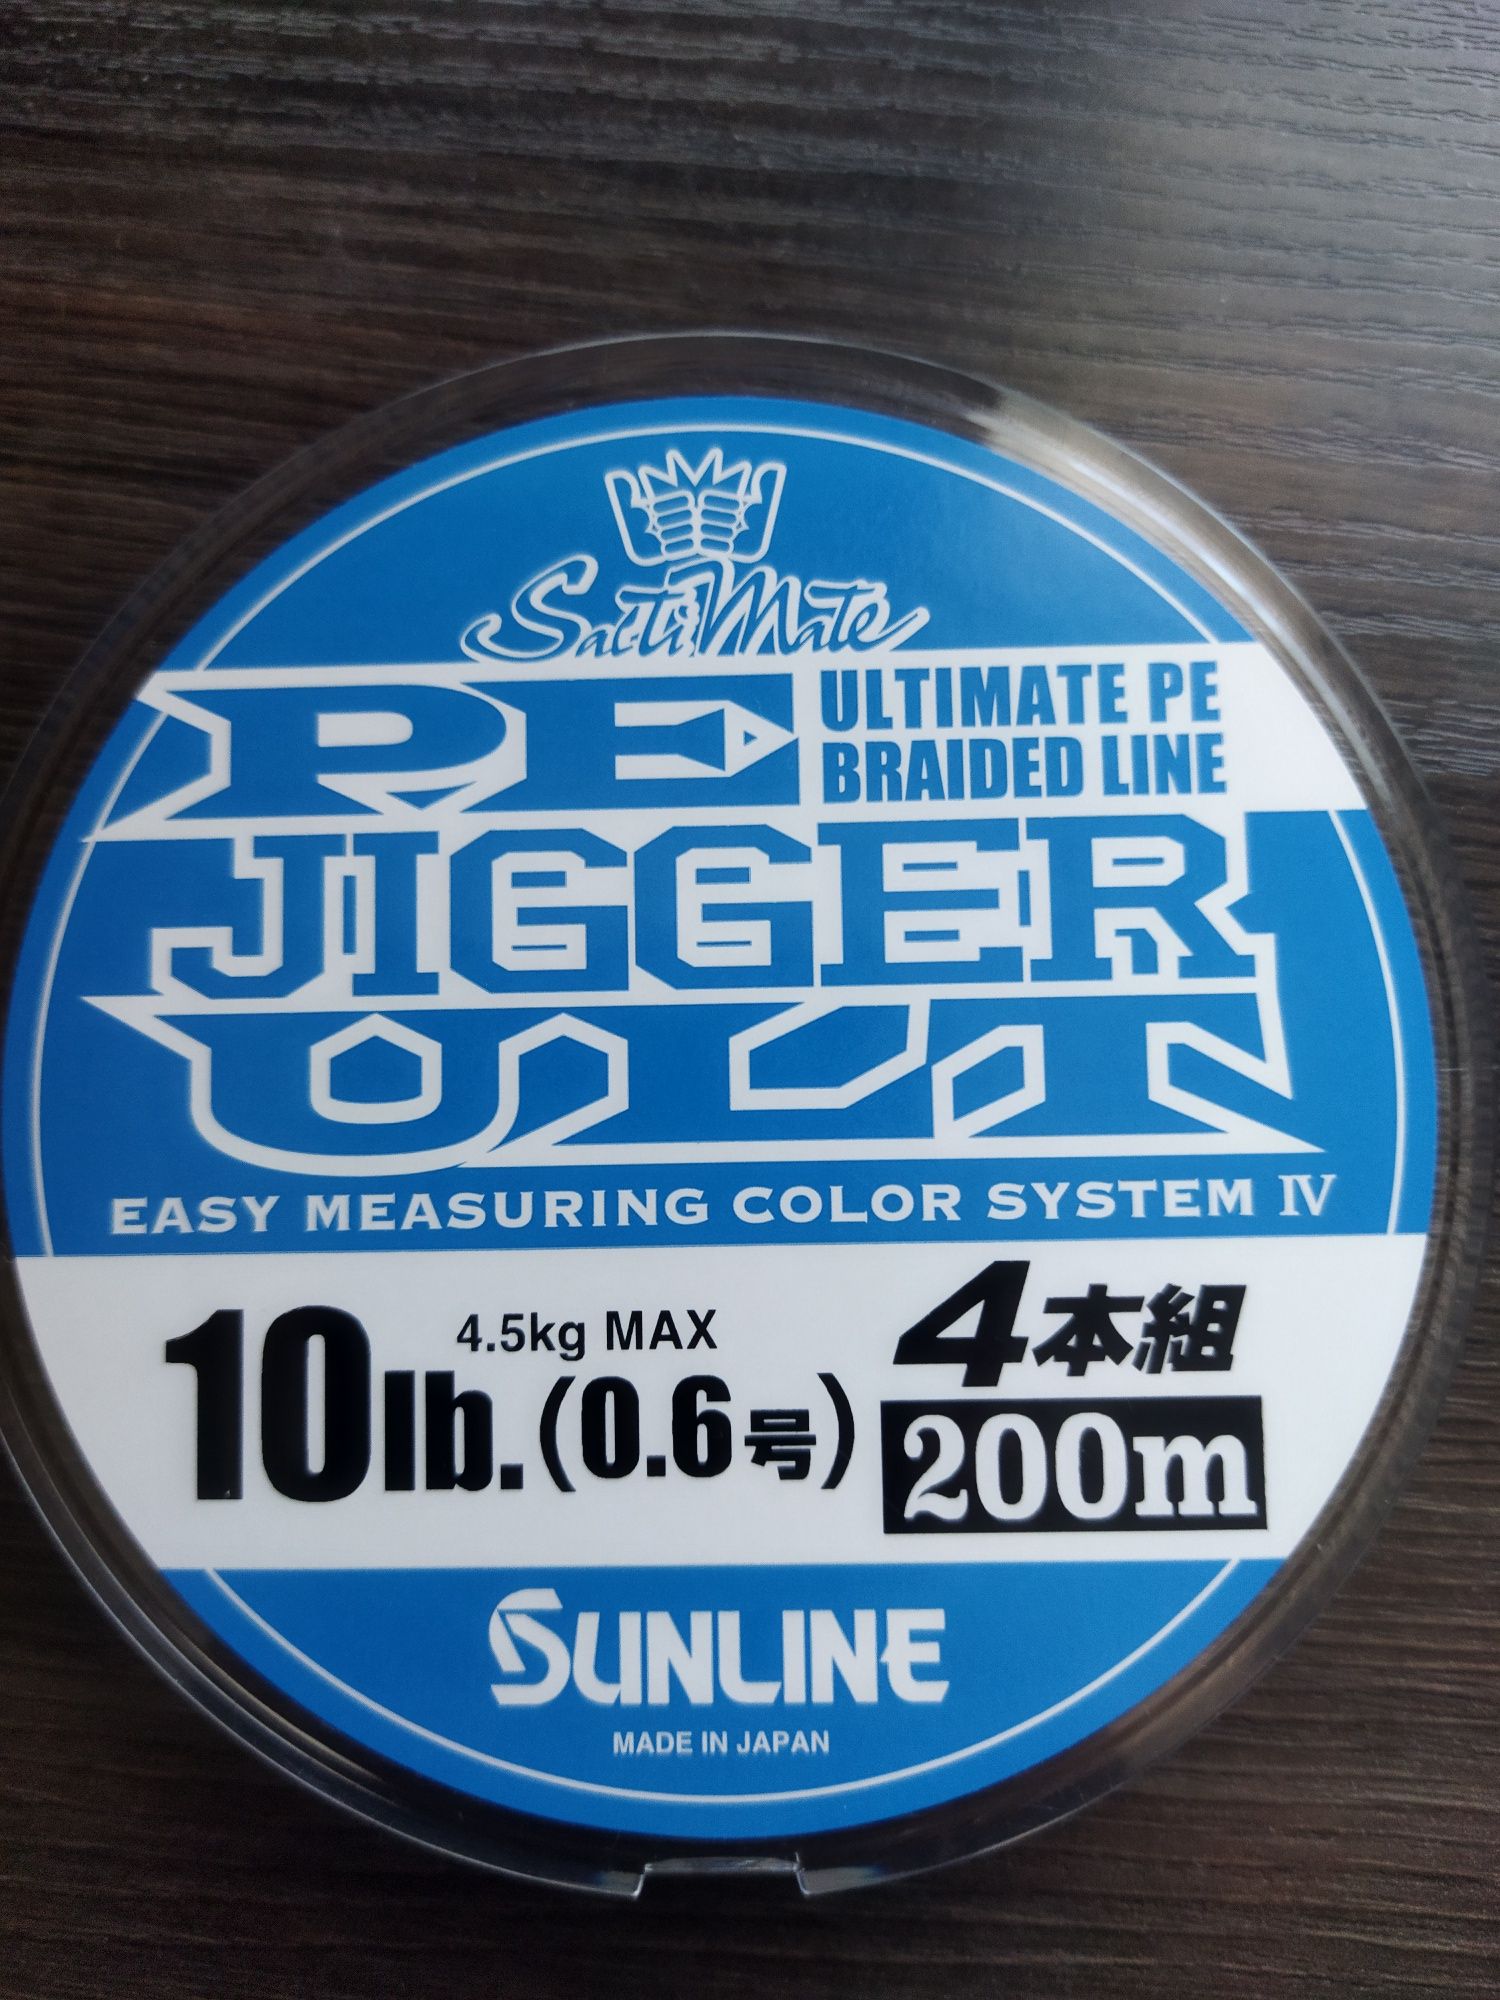 SaltiMate
PE
ULTIMATE PE
BRAIDED LINE
JIGGER
ULT
EASY MEASURING COLOR SYSTEM IV
10lb. (0.6号)
4.5kg MAX
4本組
200m
SUNLINE
MADE IN JAPAN